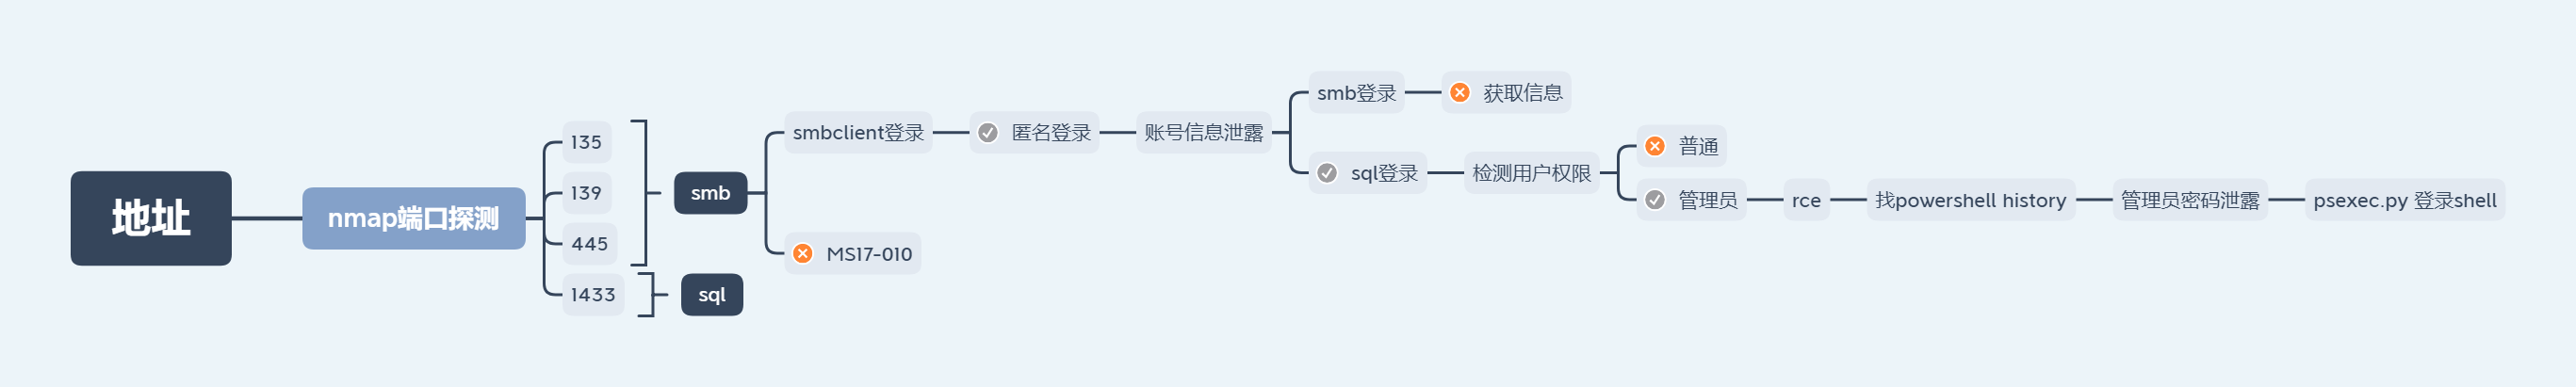 地址
nmap端口探测
135
139
445
1433
smb
sql
smbclient登录
匿名登录
账号信息泄露
smb登录
获取信息
sql登录
检测用户权限
普通
管理员
rce
找powershell history
管理员密码泄露
psexec.py 登录shell
MS17-010